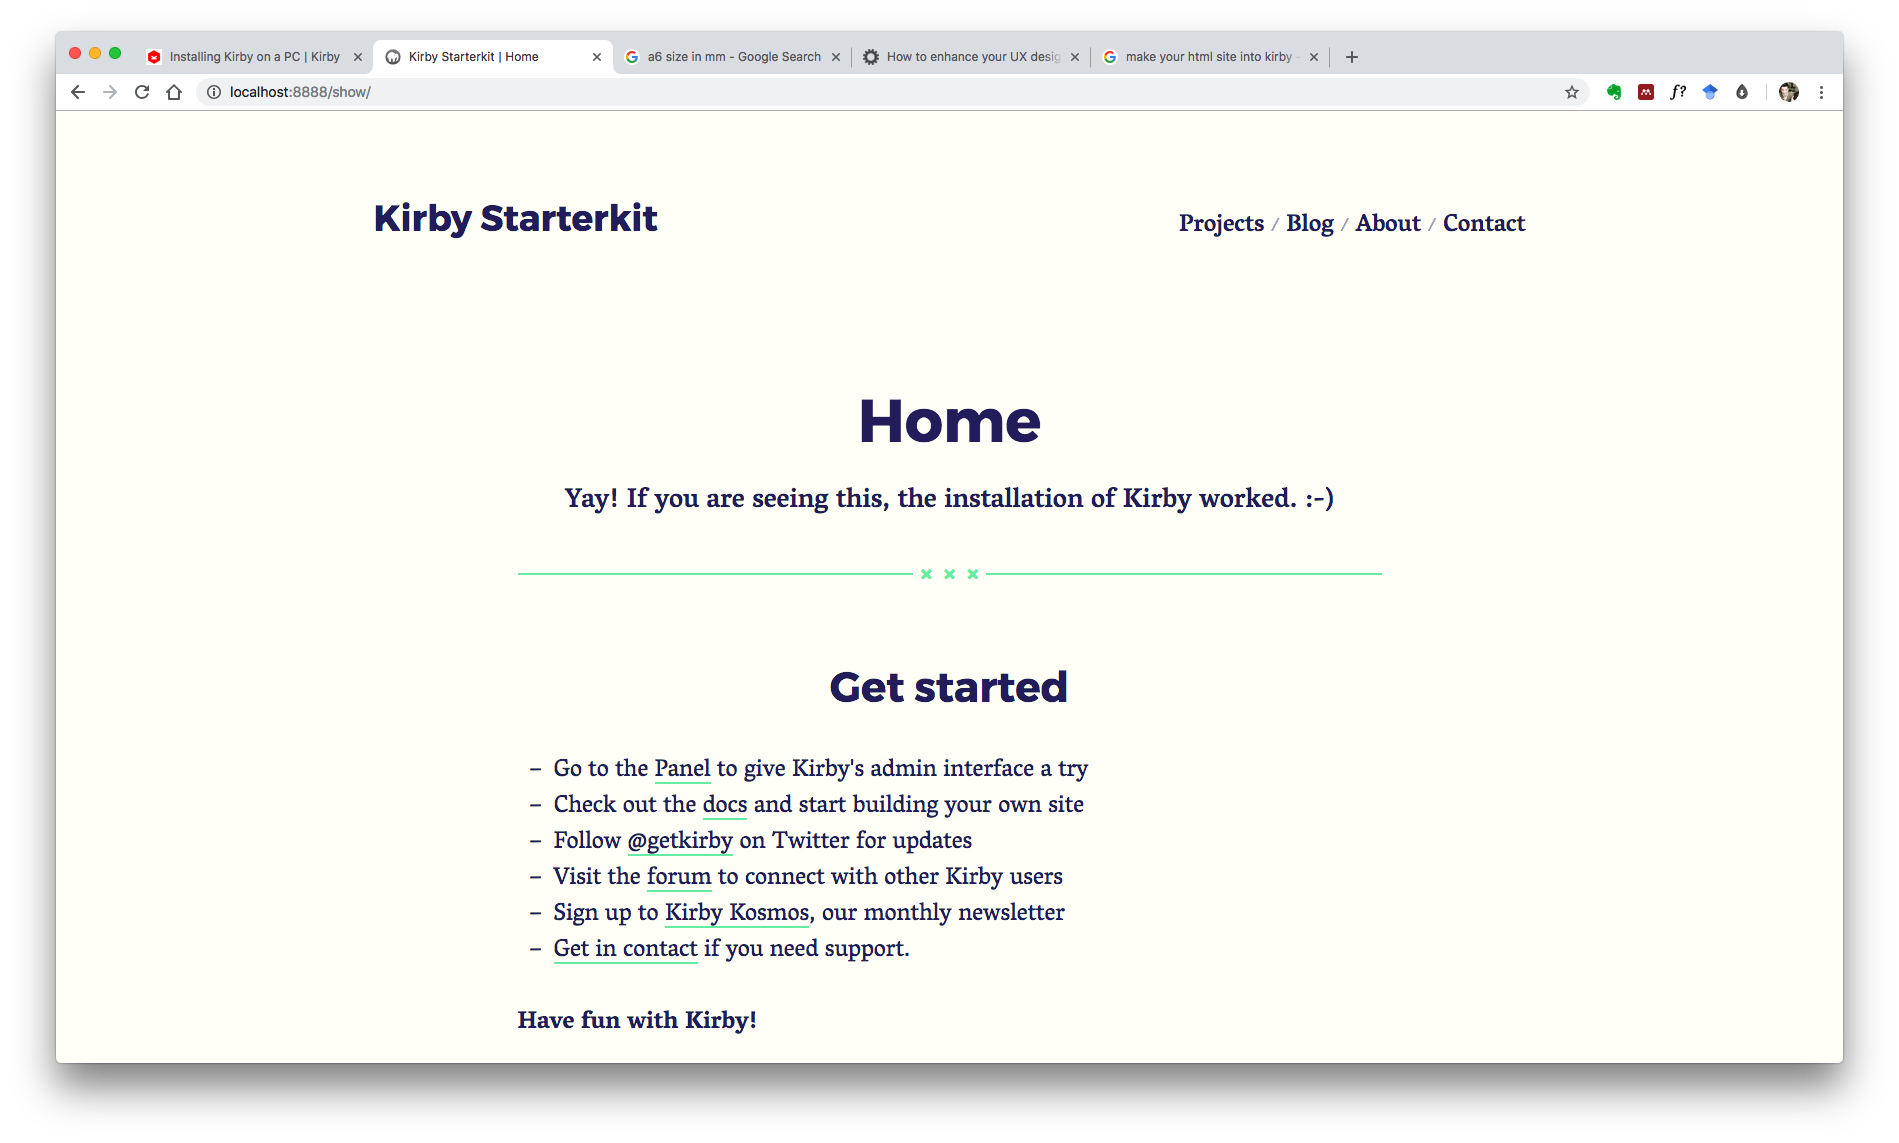 Installing Kirby on a PC | Kirby
Kirby Starterkit | Home
a6 size in mm - Google Search
How to enhance your UX desig
make your html site into kirby -
localhost:8888/show/
f?
Kirby Starterkit
Projects / Blog / About / Contact
Home
Yay! If you are seeing this, the installation of Kirby worked. :-)
Get started
– Go to the Panel to give Kirby's admin interface a try
– Check out the docs and start building your own site
– Follow @getkirby on Twitter for updates
– Visit the forum to connect with other Kirby users
– Sign up to Kirby Kosmos, our monthly newsletter
– Get in contact if you need support.
Have fun with Kirby!